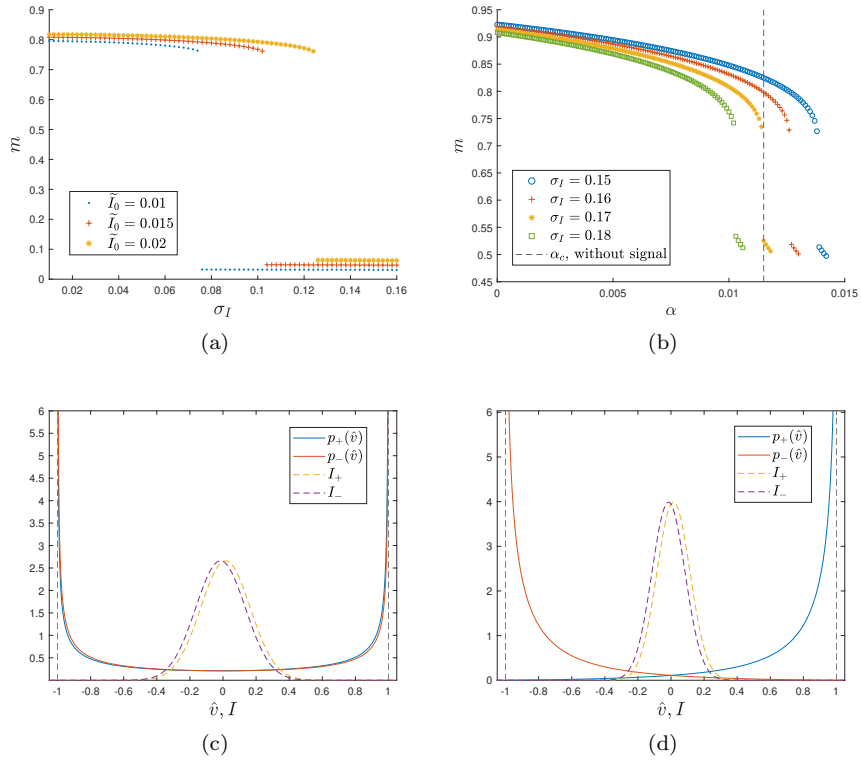 0.9
0.8
0.7
0.6
0.5
0.4
0.3
0.2
0.1
0
m
Ĩ₀ = 0.01
Ĩ₀ = 0.015
Ĩ₀ = 0.02
0.02 0.04 0.06 0.08 0.1 0.12 0.14 0.16
σ_I
(a)
0.95
0.9
0.85
0.8
0.75
0.7
0.65
0.6
0.55
0.5
0.45
m
σ_I = 0.15
σ_I = 0.16
σ_I = 0.17
σ_I = 0.18
α_c, without signal
0 0.005 0.01 0.015
α
(b)
6
5.5
5
4.5
4
3.5
3
2.5
2
1.5
1
0.5
p₊(v̂)
p₋(v̂)
I₊
I₋
-1 -0.8 -0.6 -0.4 -0.2 0 0.2 0.4 0.6 0.8 1
v̂, I
(c)
6
5
4
3
2
1
0
p₊(v̂)
p₋(v̂)
I₊
I₋
-1 -0.8 -0.6 -0.4 -0.2 0 0.2 0.4 0.6 0.8 1
v̂, I
(d)